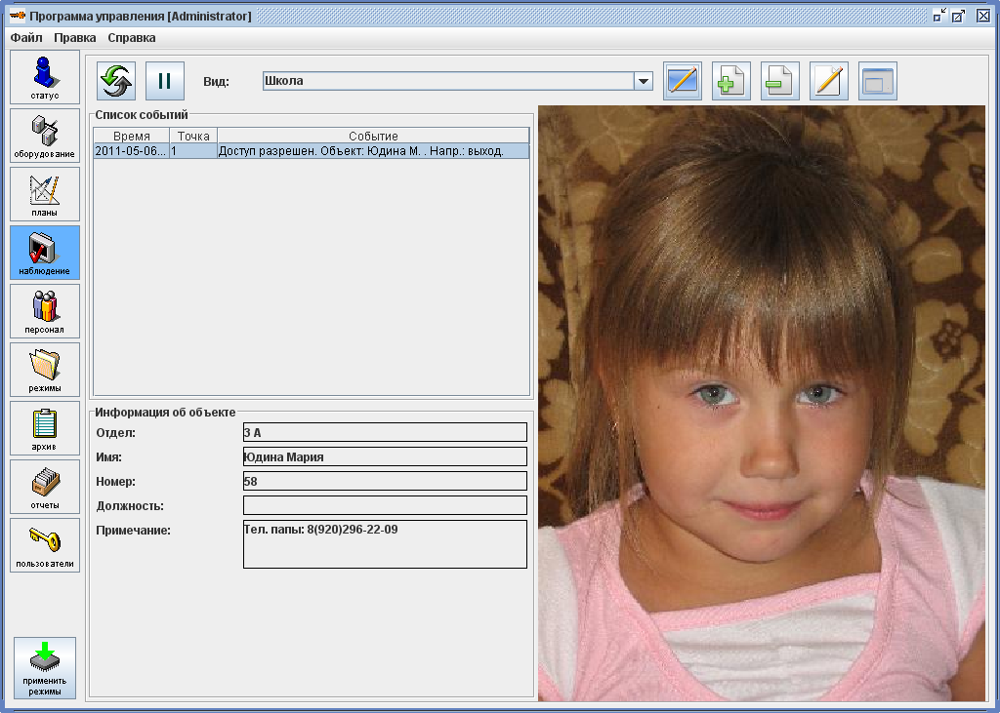 Программа управления [Administrator]
Файл Правка Справка
статус
оборудование
планы
наблюдение
персонал
режимы
архив
отчеты
пользователи
применить
режимы
Вид: Школа
Список событий
Время Точка Событие
2011-05-06... 1 Доступ разрешен. Объект: Юдина М. . Напр.: выход.
Информация об объекте
Отдел: 3 А
Имя: Юдина Мария
Номер: 58
Должность:
Примечание: Тел. папы: 8(920)296-22-09